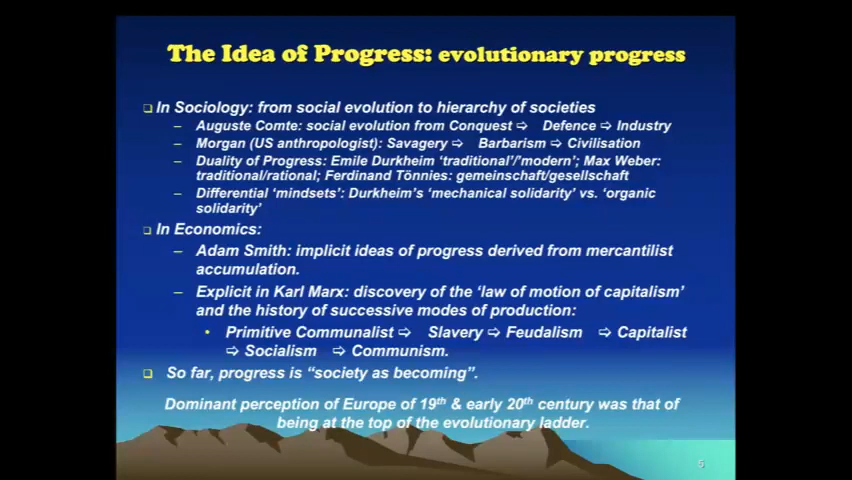 The Idea of Progress: evolutionary progress
❑ In Sociology: from social evolution to hierarchy of societies
– Auguste Comte: social evolution from Conquest ⇨ Defence ⇨ Industry
– Morgan (US anthropologist): Savagery ⇨ Barbarism ⇨ Civilisation
– Duality of Progress: Emile Durkheim ‘traditional’/’modern’; Max Weber:
traditional/rational; Ferdinand Tönnies: gemeinschaft/gesellschaft
– Differential ‘mindsets’: Durkheim’s ‘mechanical solidarity’ vs. ‘organic
solidarity’
❑ In Economics:
– Adam Smith: implicit ideas of progress derived from mercantilist
accumulation.
– Explicit in Karl Marx: discovery of the ‘law of motion of capitalism’
and the history of successive modes of production:
• Primitive Communalist ⇨ Slavery ⇨ Feudalism ⇨ Capitalist
⇨ Socialism ⇨ Communism.
❑ So far, progress is “society as becoming”.
Dominant perception of Europe of 19th & early 20th century was that of
being at the top of the evolutionary ladder.
6